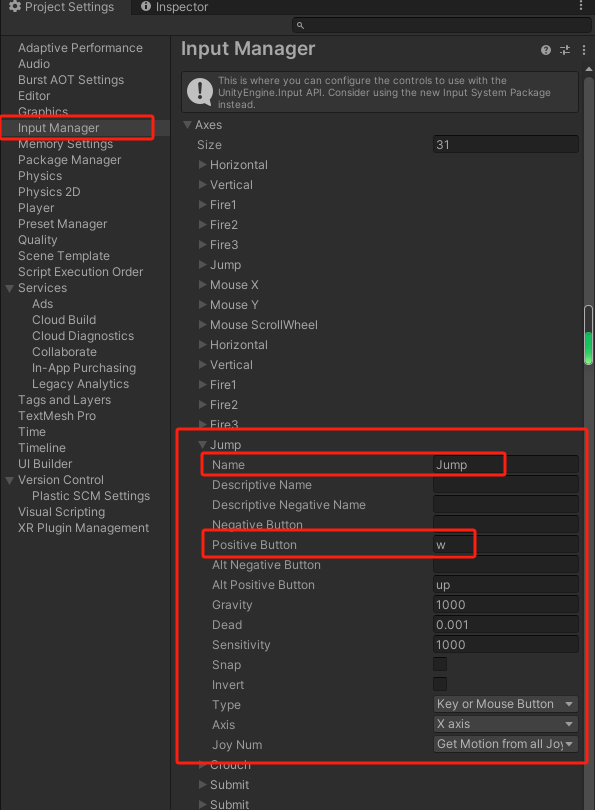 Project Settings
Inspector
Adaptive Performance
Audio
Burst AOT Settings
Editor
Graphics
Input Manager
Memory Settings
Package Manager
Physics
Physics 2D
Player
Preset Manager
Quality
Scene Template
Script Execution Order
Services
Ads
Cloud Build
Cloud Diagnostics
Collaborate
In-App Purchasing
Legacy Analytics
Tags and Layers
TextMesh Pro
Time
Timeline
UI Builder
Version Control
Plastic SCM Settings
Visual Scripting
XR Plugin Management
Input Manager
This is where you can configure the controls to use with the
UnityEngine.Input API. Consider using the new Input System Package
instead.
Axes
Size 31
Horizontal
Vertical
Fire1
Fire2
Fire3
Jump
Mouse X
Mouse Y
Mouse ScrollWheel
Horizontal
Vertical
Fire1
Fire2
Fire3
Jump
Name Jump
Descriptive Name
Descriptive Negative Name
Negative Button
Positive Button w
Alt Negative Button
Alt Positive Button up
Gravity 1000
Dead 0.001
Sensitivity 1000
Snap
Invert
Type Key or Mouse Button
Axis X axis
Joy Num Get Motion from all Joy
Crouch
Submit
Submit